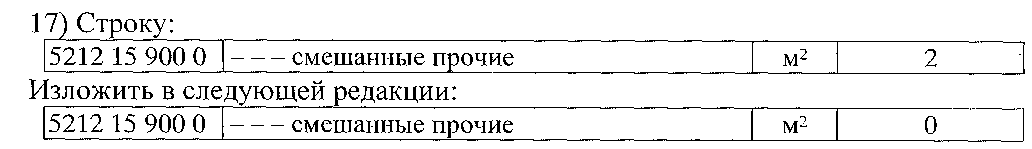 17) Строку:
5212 15 900 0 – – – смешанные прочие м² 2
Изложить в следующей редакции:
5212 15 900 0 – – – смешанные прочие м² 0